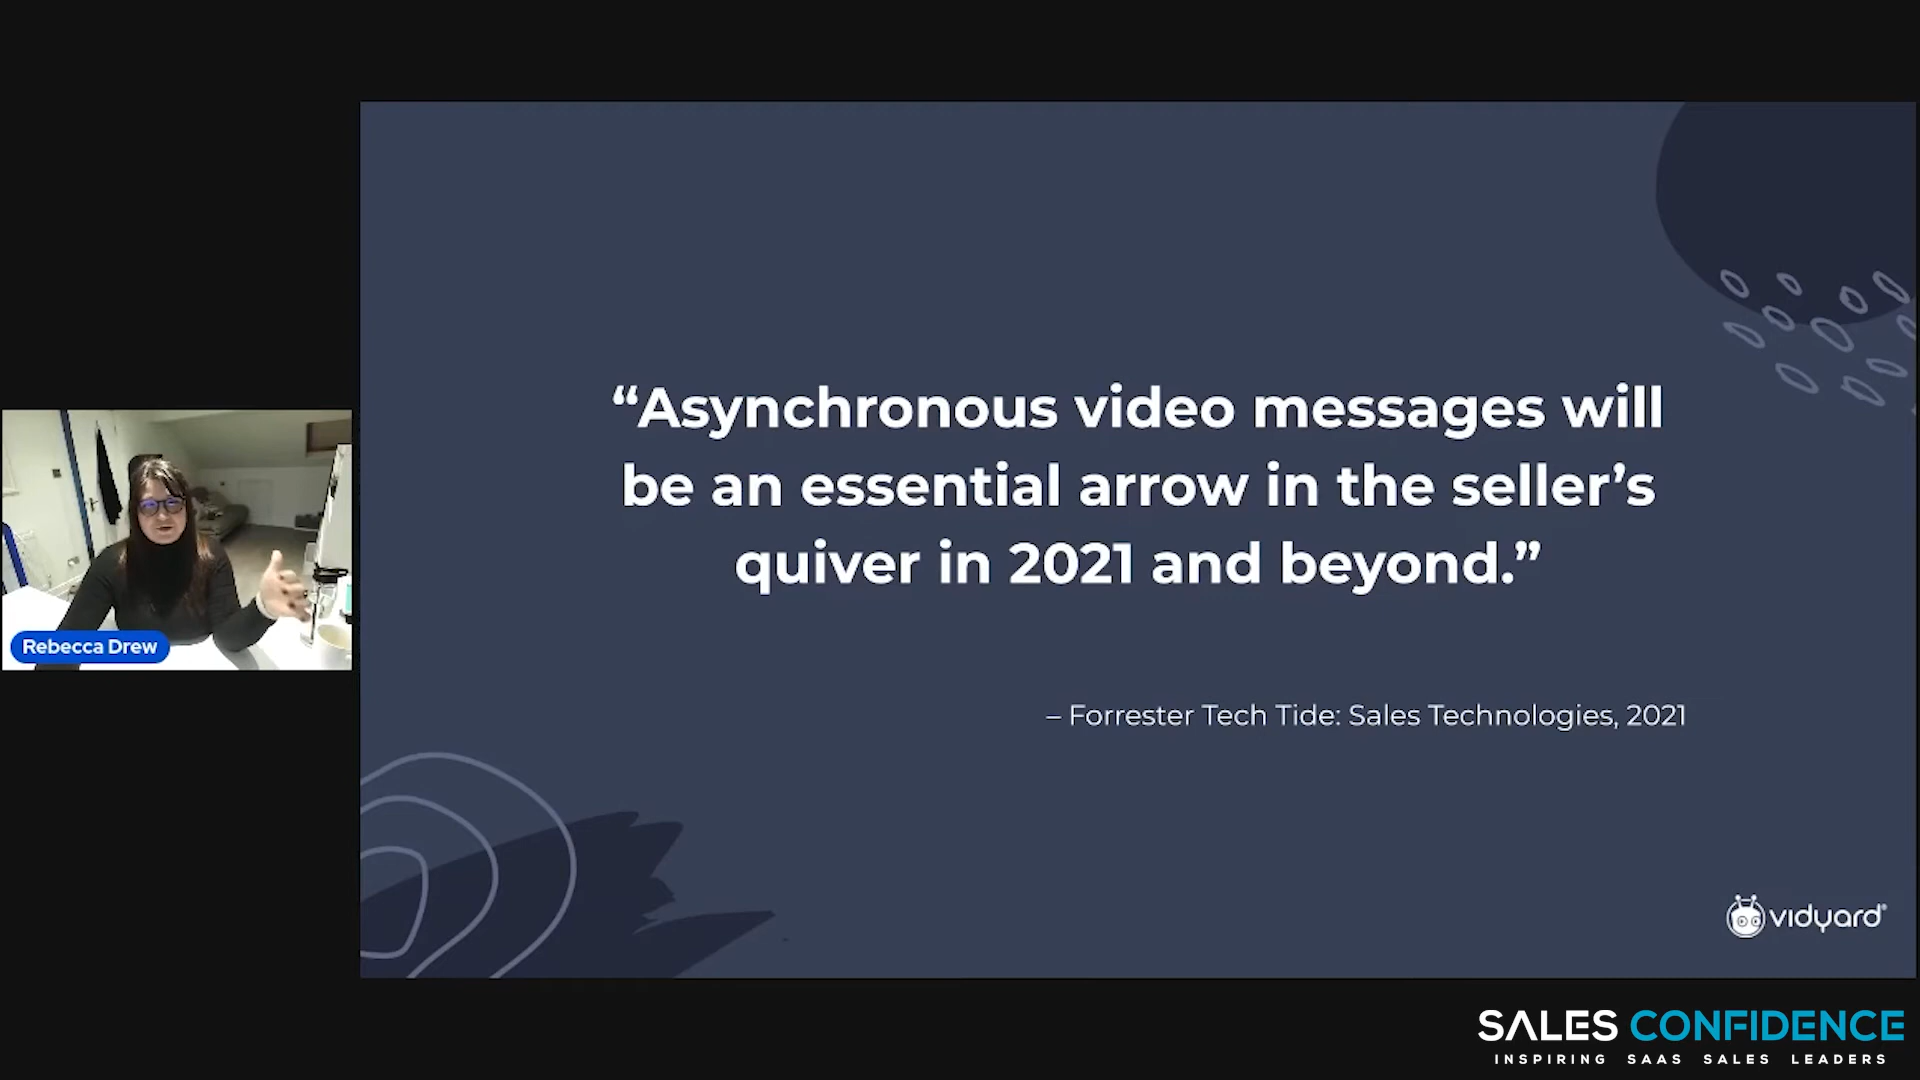 “Asynchronous video messages will
be an essential arrow in the seller’s
quiver in 2021 and beyond.”
– Forrester Tech Tide: Sales Technologies, 2021
Rebecca Drew
vidyard®
SALES CONFIDENCE
INSPIRING SAAS SALES LEADERS